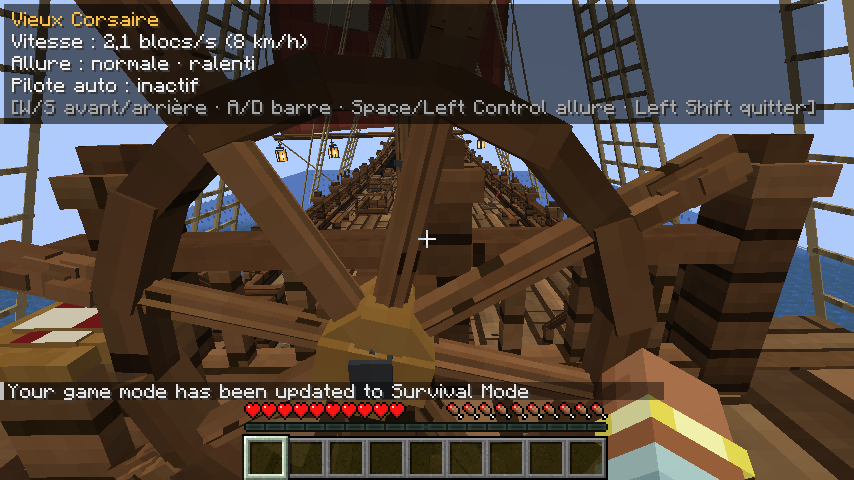 Vieux Corsaire
Vitesse : 2,1 blocs/s (8 km/h)
Allure : normale · ralenti
Pilote auto : inactif
[W/S avant/arrière · A/D barre · Space/Left Control allure · Left Shift quitter]
Your game mode has been updated to Survival Mode